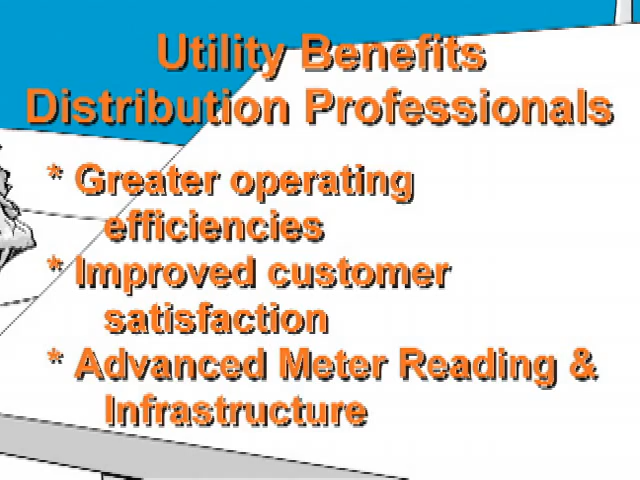 Utility Benefits
Distribution Professionals
* Greater operating
efficiencies
* Improved customer
satisfaction
* Advanced Meter Reading &
Infrastructure